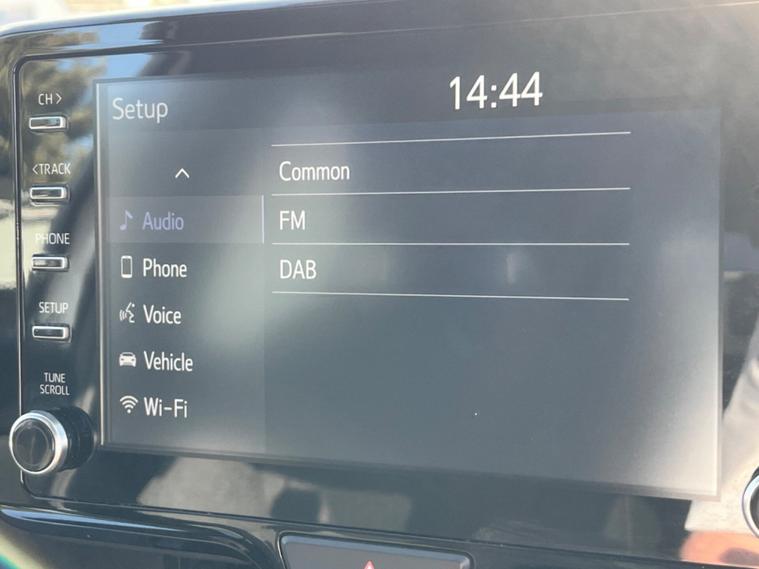 CH >
< TRACK
PHONE
SETUP
TUNE
SCROLL
Setup
14:44
Audio
Phone
Voice
Vehicle
Wi-Fi
Common
FM
DAB